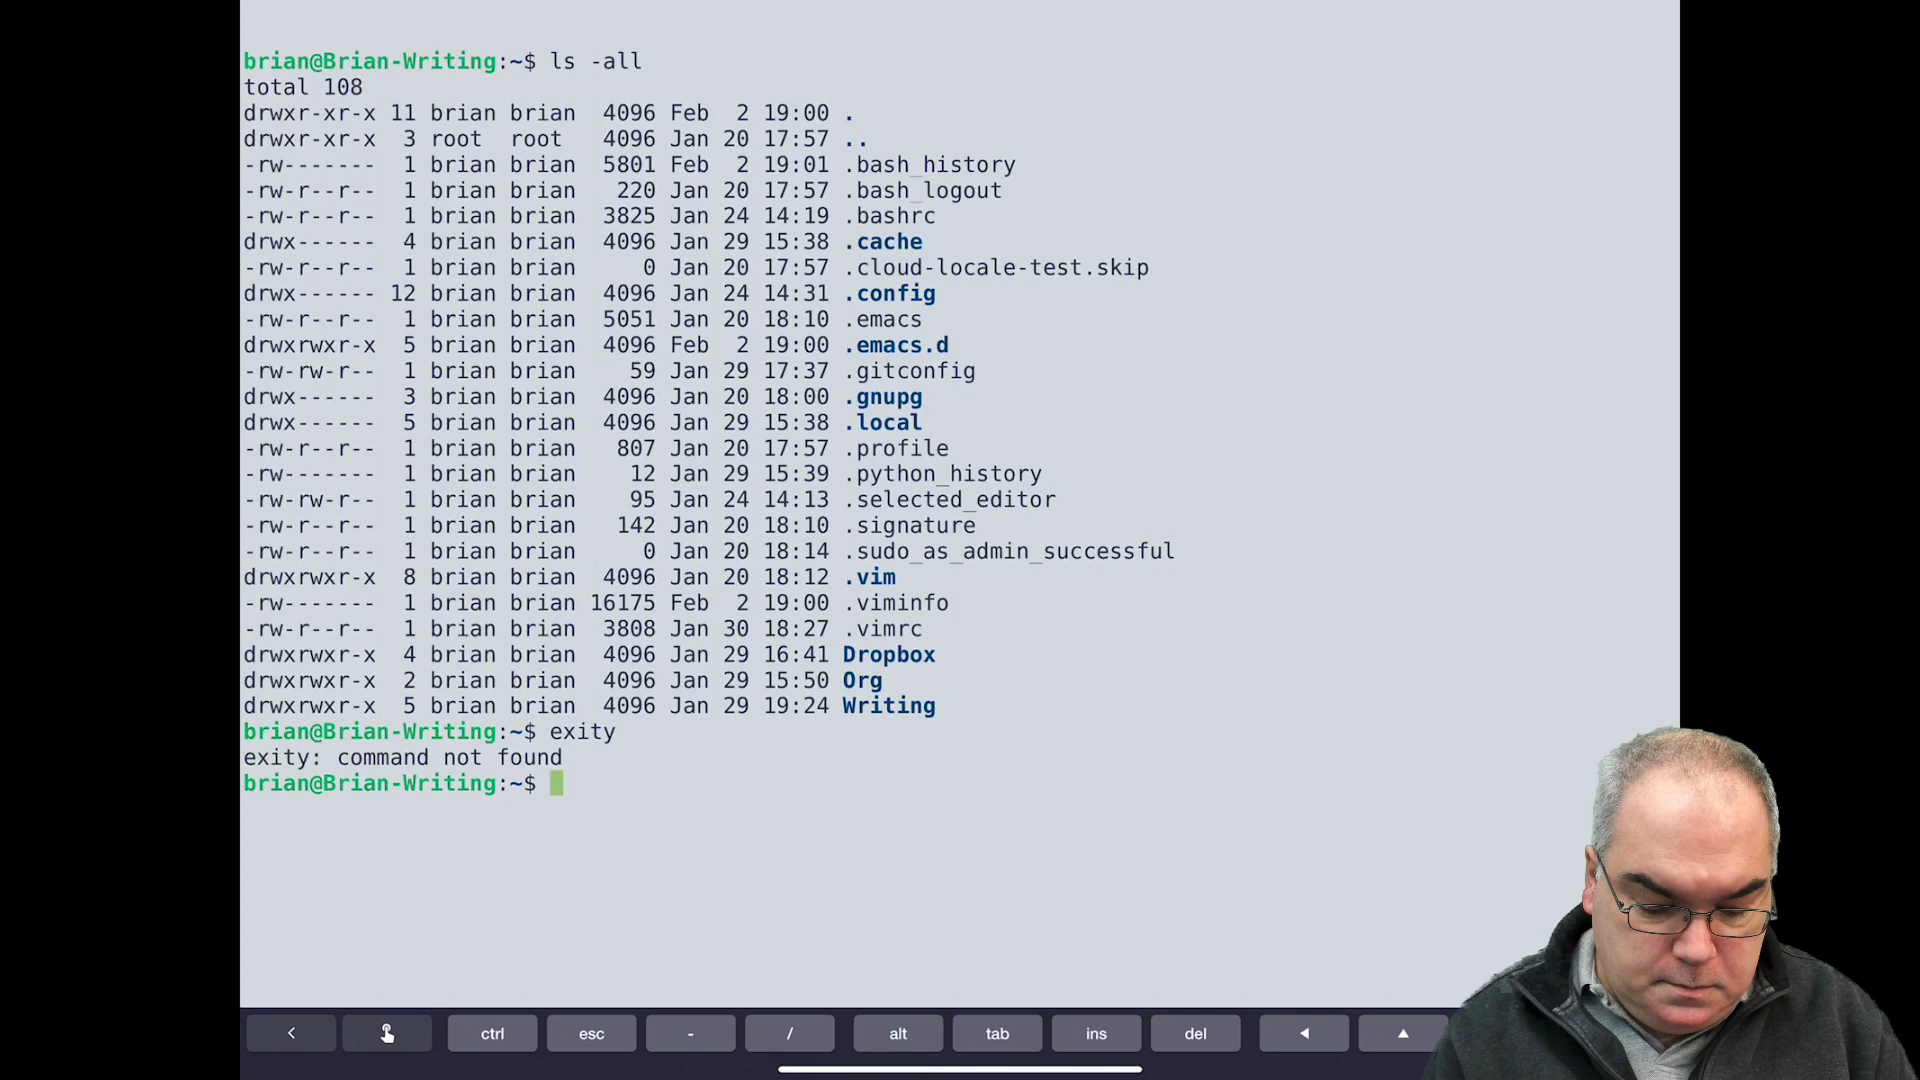 brian@Brian-Writing:~$ ls -all
total 108
drwxr-xr-x 11 brian brian  4096 Feb  2 19:00 .
drwxr-xr-x  3 root  root   4096 Jan 20 17:57 ..
-rw-------  1 brian brian  5801 Feb  2 19:01 .bash_history
-rw-r--r--  1 brian brian   220 Jan 20 17:57 .bash_logout
-rw-r--r--  1 brian brian  3825 Jan 24 14:19 .bashrc
drwx------  4 brian brian  4096 Jan 29 15:38 .cache
-rw-r--r--  1 brian brian     0 Jan 20 17:57 .cloud-locale-test.skip
drwx------ 12 brian brian  4096 Jan 24 14:31 .config
-rw-r--r--  1 brian brian  5051 Jan 20 18:10 .emacs
drwxrwxr-x  5 brian brian  4096 Feb  2 19:00 .emacs.d
-rw-rw-r--  1 brian brian    59 Jan 29 17:37 .gitconfig
drwx------  3 brian brian  4096 Jan 20 18:00 .gnupg
drwx------  5 brian brian  4096 Jan 29 15:38 .local
-rw-r--r--  1 brian brian   807 Jan 20 17:57 .profile
-rw-------  1 brian brian    12 Jan 29 15:39 .python_history
-rw-rw-r--  1 brian brian    95 Jan 24 14:13 .selected_editor
-rw-r--r--  1 brian brian   142 Jan 20 18:10 .signature
-rw-r--r--  1 brian brian     0 Jan 20 18:14 .sudo_as_admin_successful
drwxrwxr-x  8 brian brian  4096 Jan 20 18:12 .vim
-rw-------  1 brian brian 16175 Feb  2 19:00 .viminfo
-rw-r--r--  1 brian brian  3808 Jan 30 18:27 .vimrc
drwxrwxr-x  4 brian brian  4096 Jan 29 16:41 Dropbox
drwxrwxr-x  2 brian brian  4096 Jan 29 15:50 Org
drwxrwxr-x  5 brian brian  4096 Jan 29 19:24 Writing
brian@Brian-Writing:~$ exity
exity: command not found
brian@Brian-Writing:~$
ctrl esc - / alt tab ins del